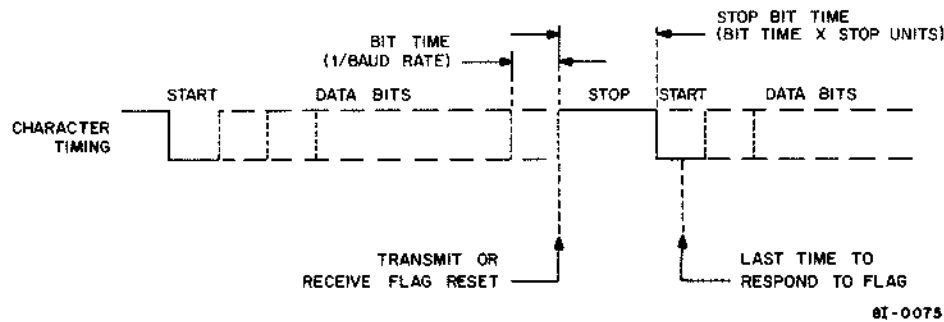 STOP BIT TIME
(BIT TIME X STOP UNITS)
BIT TIME
(1/BAUD RATE)
START
DATA BITS
STOP
START
DATA BITS
CHARACTER
TIMING
TRANSMIT OR
RECEIVE FLAG RESET
LAST TIME TO
RESPOND TO FLAG
8I-0075